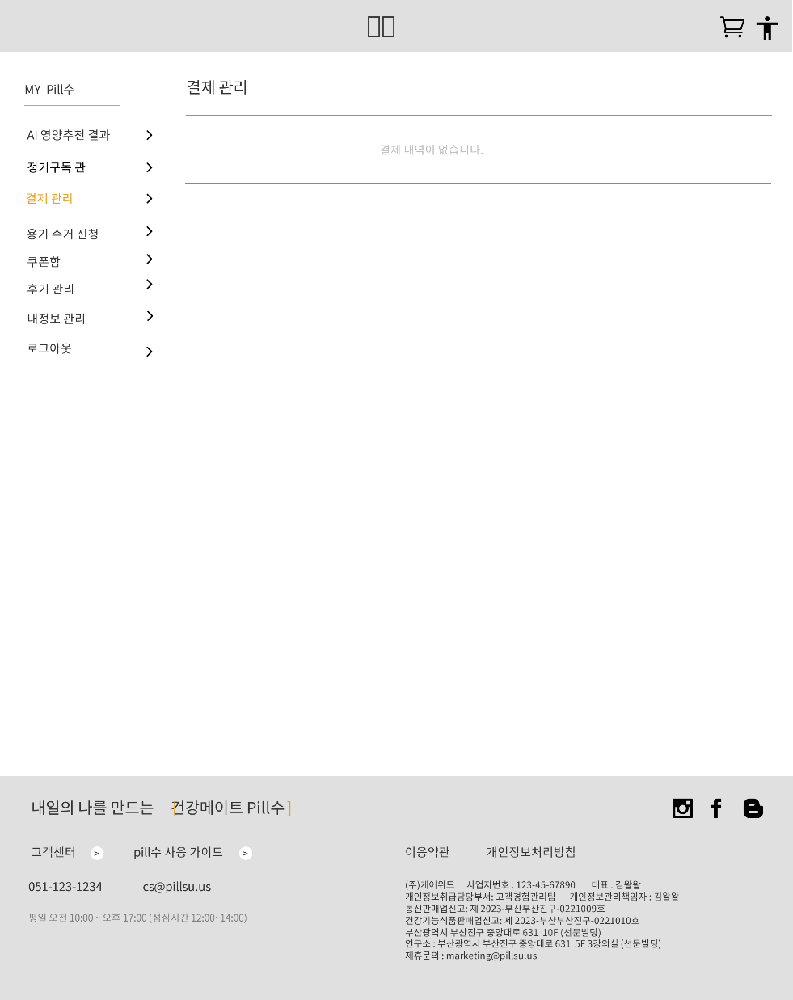 MY Pill수
결제 관리
AI 영양추천 결과
정기구독 관
결제 관리
용기 수거 신청
쿠폰함
후기 관리
내정보 관리
로그아웃
결제 내역이 없습니다.
내일의 나를 만드는 [건강메이트 Pill수 ]
고객센터 >
pill수 사용 가이드 >
051-123-1234 cs@pillsu.us
평일 오전 10:00 ~ 오후 17:00 (점심시간 12:00~14:00)
이용약관 개인정보처리방침
(주)케어위드 사업자번호 : 123-45-67890 대표 : 김왈왈
개인정보취급담당부서: 고객경험관리팀 개인정보관리책임자 : 김왈왈
통신판매업신고: 제 2023-부산부산진구-0221009호
건강기능식품판매업신고: 제 2023-부산부산진구-0221010호
부산광역시 부산진구 중앙대로 631 10F (선문빌딩)
연구소 : 부산광역시 부산진구 중앙대로 631 5F 3강의실 (선문빌딩)
제휴문의 : marketing@pillsu.us